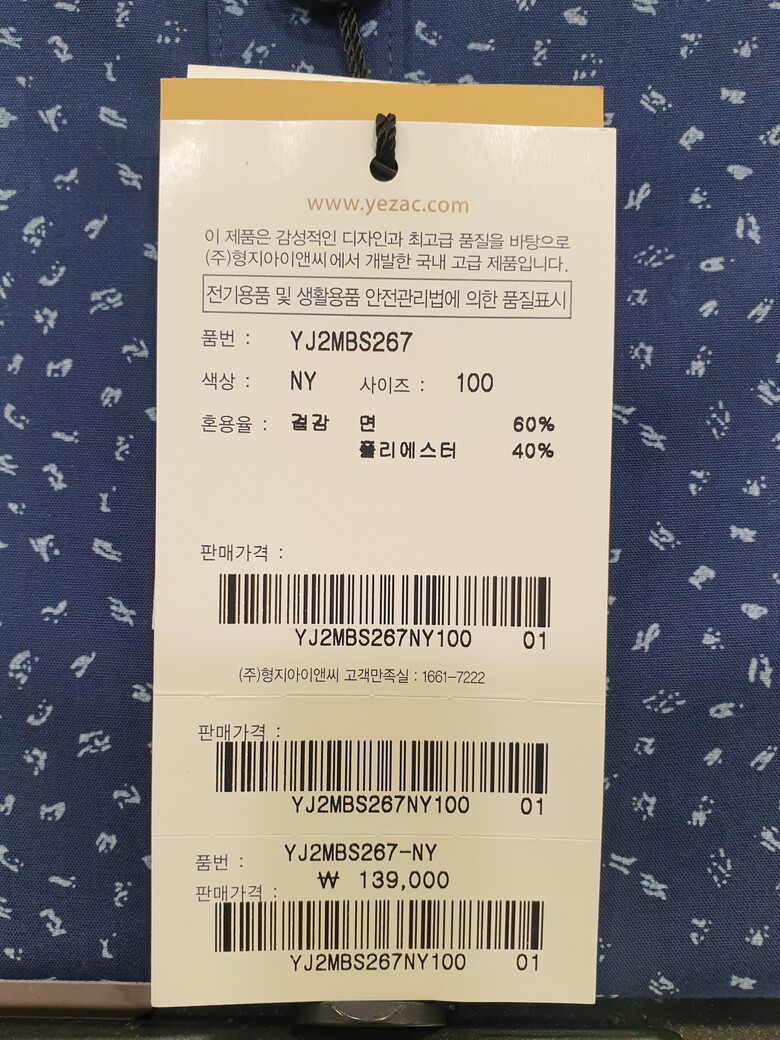 www.yezac.com
이 제품은 감성적인 디자인과 최고급 품질을 바탕으로
(주)형지아이앤씨에서 개발한 국내 고급 제품입니다.
전기용품 및 생활용품 안전관리법에 의한 품질표시
품번 : YJ2MBS267
색상 : NY 사이즈 : 100
혼용율 : 겉감 면 60%
폴리에스터 40%
판매가격 :
YJ2MBS267NY100 01
(주)형지아이앤씨 고객만족실 : 1661-7222
판매가격 :
YJ2MBS267NY100 01
품번 : YJ2MBS267-NY
판매가격 : ₩ 139,000
YJ2MBS267NY100 01